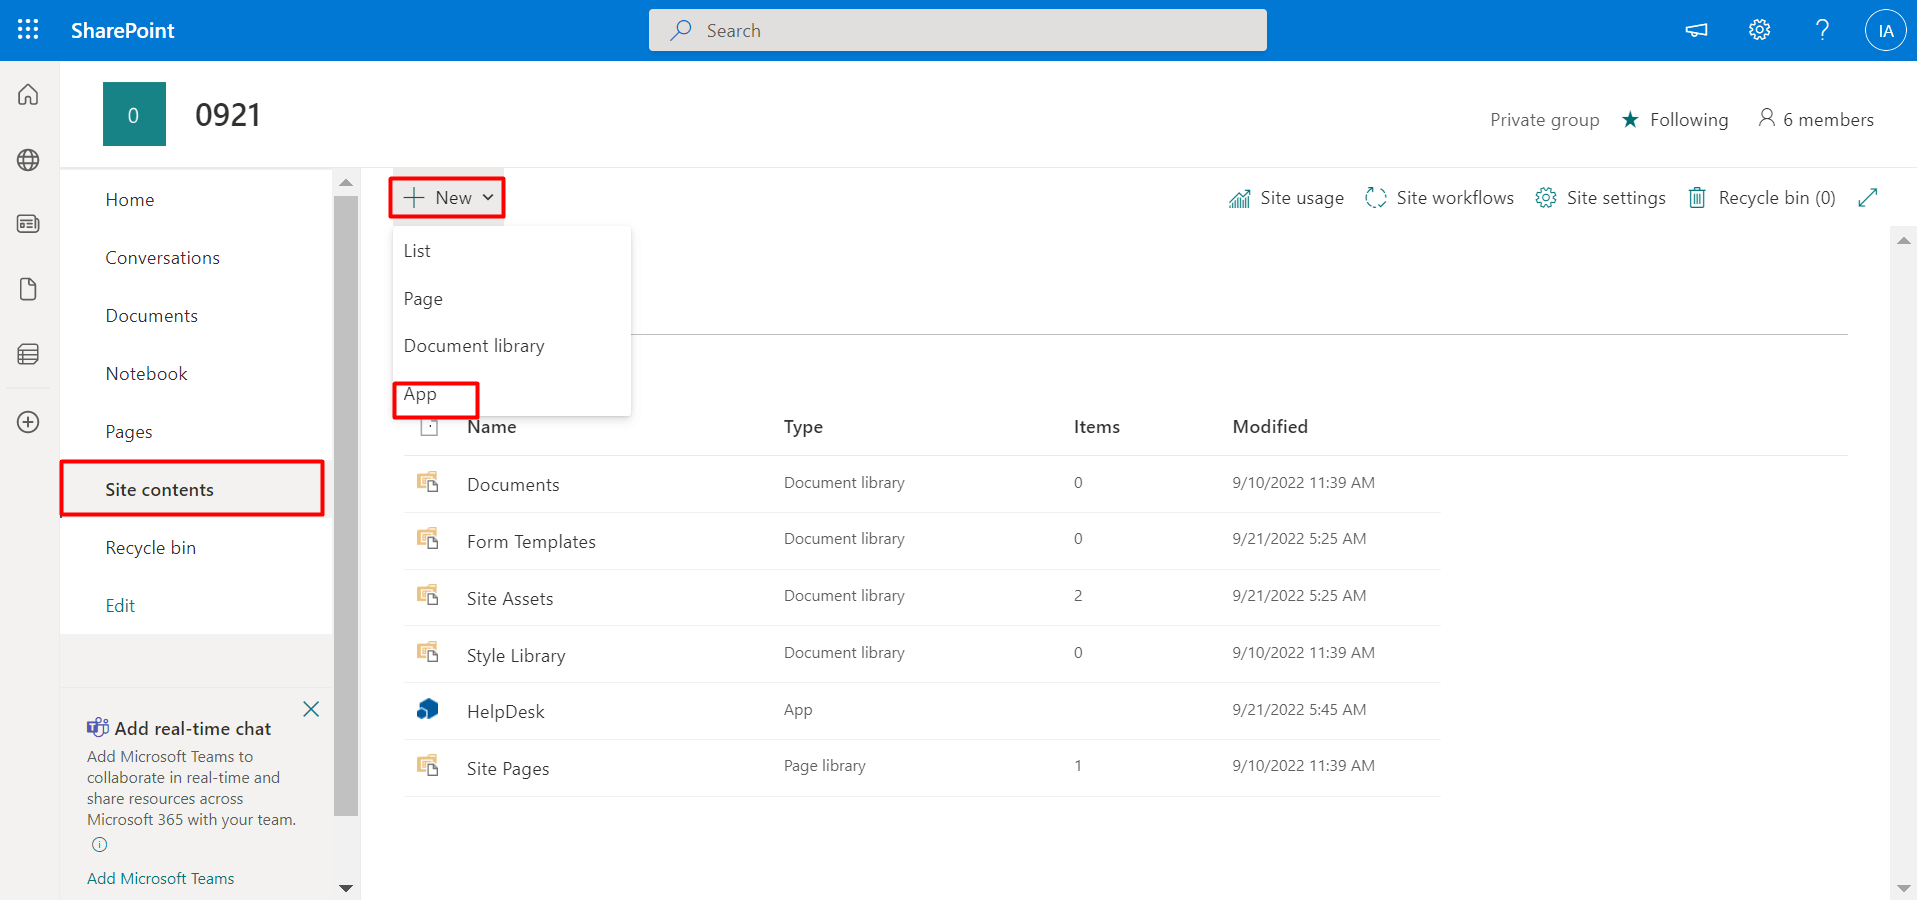 SharePoint
Search
IA
0
0921
Private group
Following
6 members
Home
Conversations
Documents
Notebook
Pages
Site contents
Recycle bin
Edit
Add real-time chat
Add Microsoft Teams to
collaborate in real-time and
share resources across
Microsoft 365 with your team.
Add Microsoft Teams
New
Site usage
Site workflows
Site settings
Recycle bin (0)
List
Page
Document library
App
Name Type Items Modified
Documents Document library 0 9/10/2022 11:39 AM
Form Templates Document library 0 9/21/2022 5:25 AM
Site Assets Document library 2 9/21/2022 5:25 AM
Style Library Document library 0 9/10/2022 11:39 AM
HelpDesk App 9/21/2022 5:45 AM
Site Pages Page library 1 9/10/2022 11:39 AM